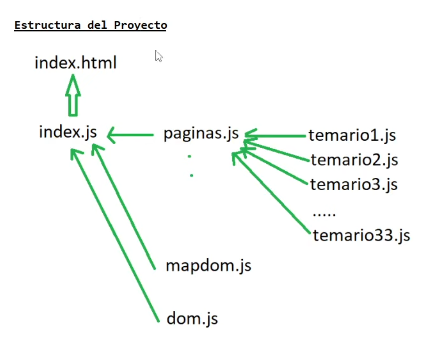 Estructura del Proyecto
index.html
index.js
paginas.js
temario1.js
temario2.js
temario3.js
.....
temario33.js
mapdom.js
dom.js